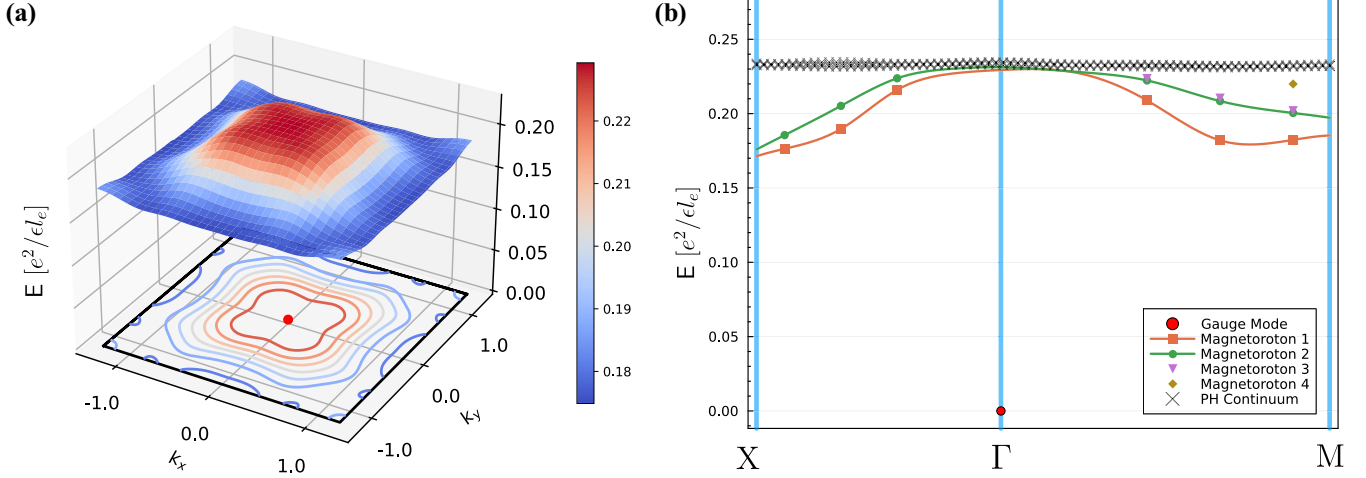 (a)
E [e²/ϵlₑ]
0.20
0.15
0.10
0.05
0.00
-1.0
0.0
1.0
kₓ
1.0
0.0
-1.0
k_y
0.22
0.21
0.20
0.19
0.18
(b)
E [e²/ϵlₑ]
0.25
0.20
0.15
0.10
0.05
0.00
X
Γ
M
Gauge Mode
Magnetoroton 1
Magnetoroton 2
Magnetoroton 3
Magnetoroton 4
PH Continuum